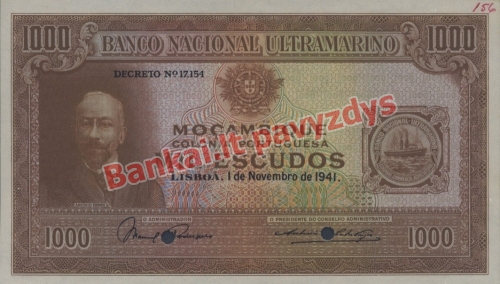 156
1000 BANCO NACIONAL ULTRAMARINO 1000
DECRETO Nº 17.154
MOÇAMBIQUE
COLONIA PORTUGUESA
Bankai.lt pavyzdys
ESCUDOS
LISBOA, 1 de Novembro de 1941.
O ADMINISTRADOR
O PRESIDENTE DO CONSELHO ADMINISTRATIVO
1000 1000